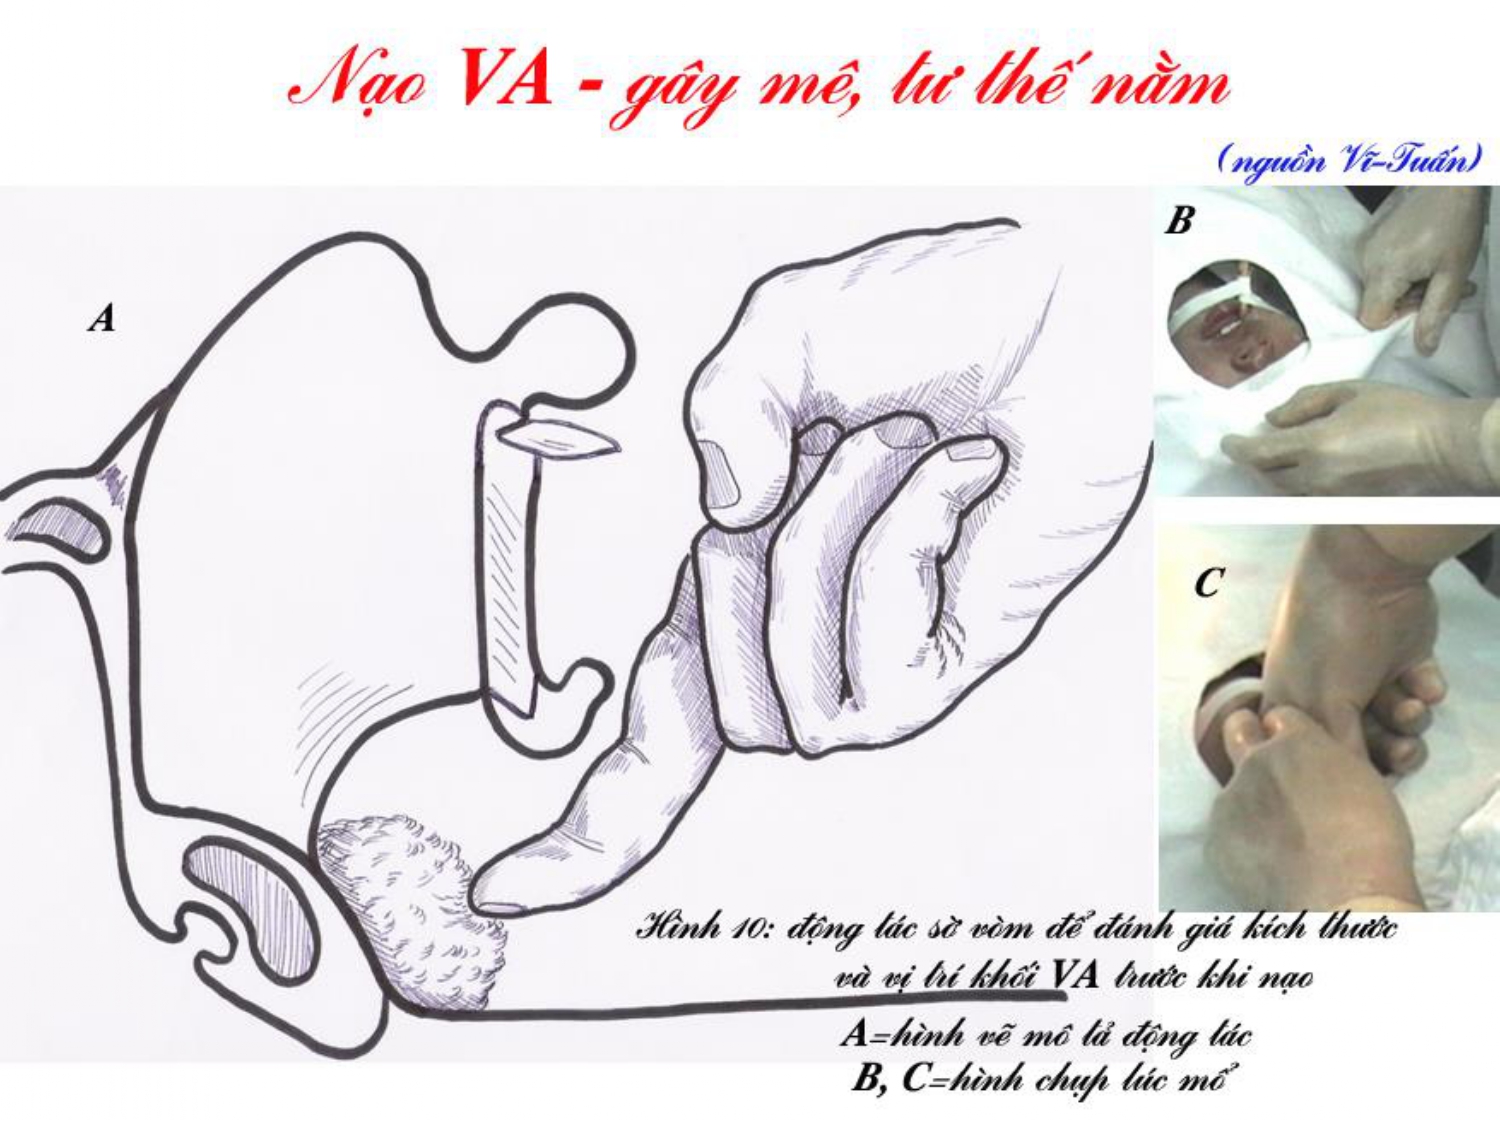 Nạo VA - gây mê, tư thế nằm
(nguồn Vĩ-Tuấn)
A
B
C
Hình 10: động tác sờ vòm để đánh giá kích thước
và vị trí khối VA trước khi nạo
A=hình vẽ mô tả động tác
B, C=hình chụp lúc mổ